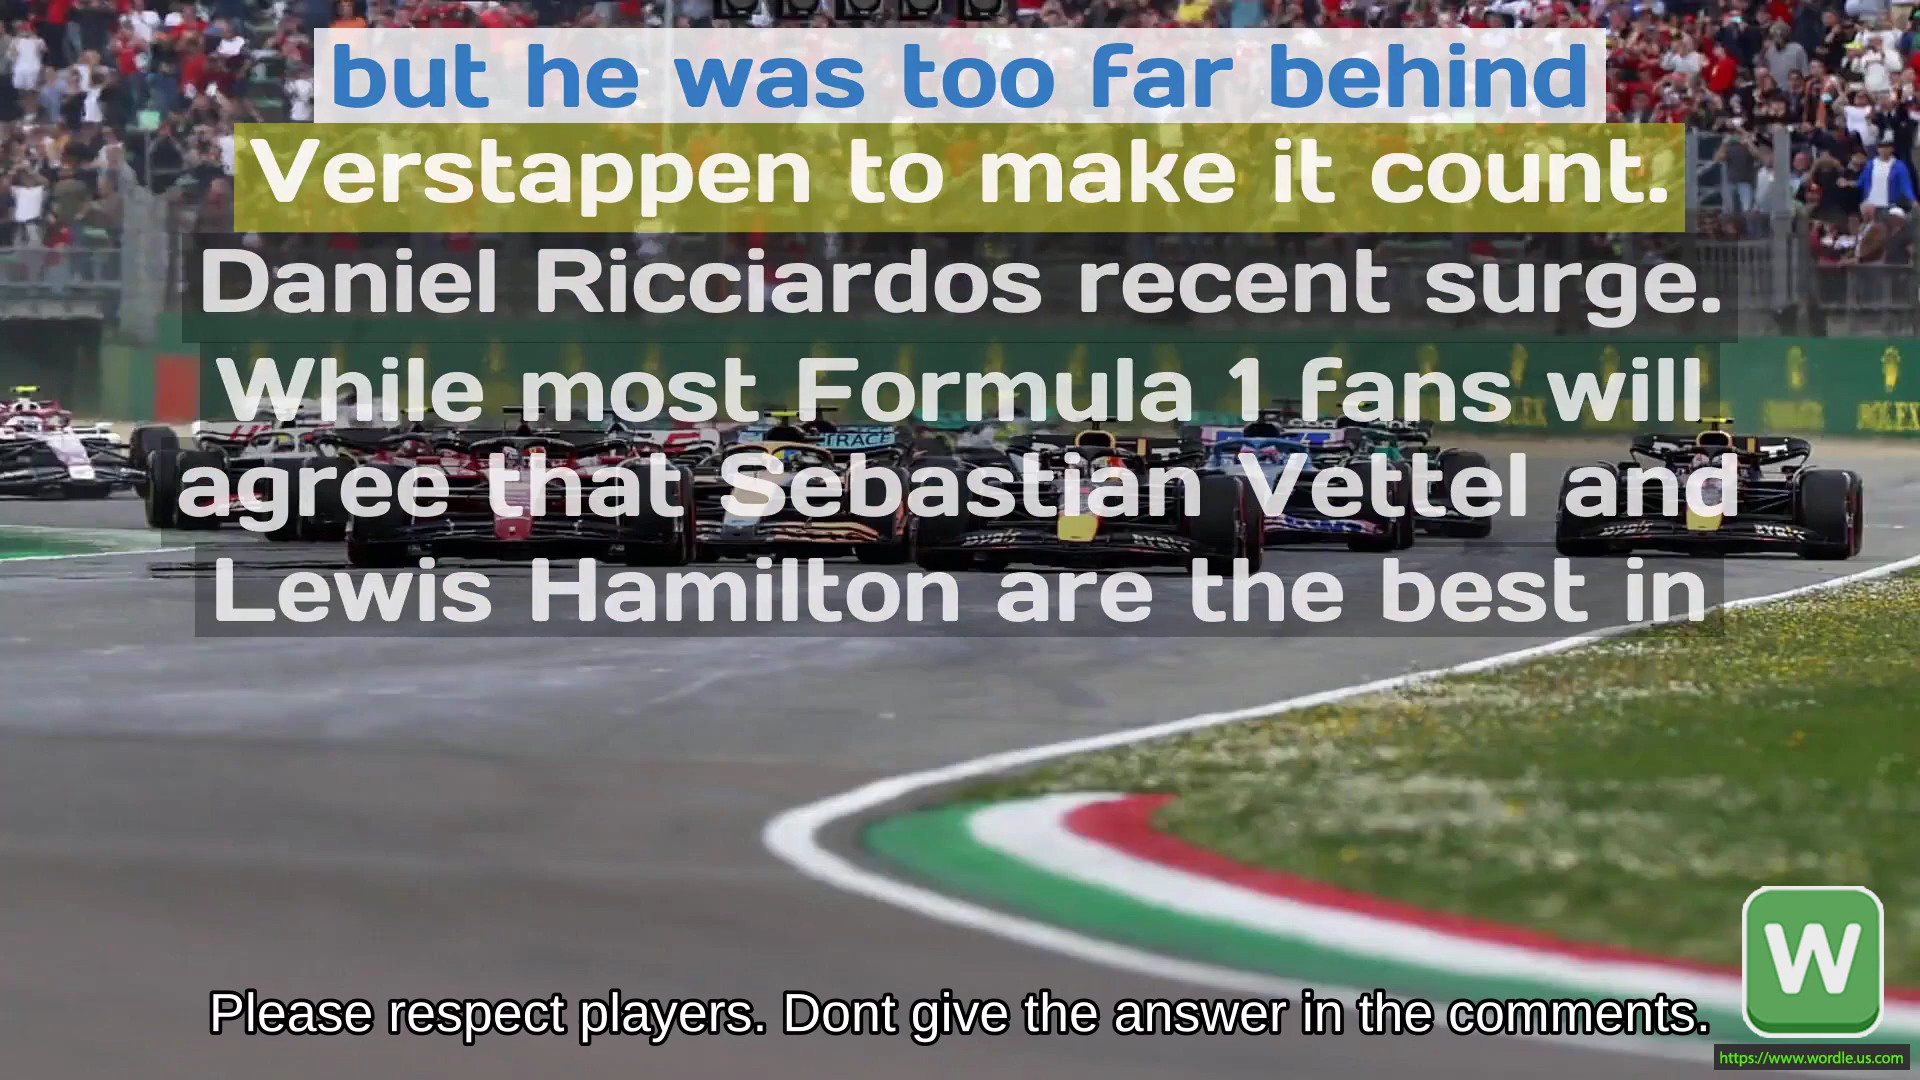 but he was too far behind
Verstappen to make it count.
Daniel Ricciardos recent surge.
While most Formula 1 fans will
agree that Sebastian Vettel and
Lewis Hamilton are the best in
TRACE
ROLEX
Please respect players. Dont give the answer in the comments.
W
https://www.wordle.us.com